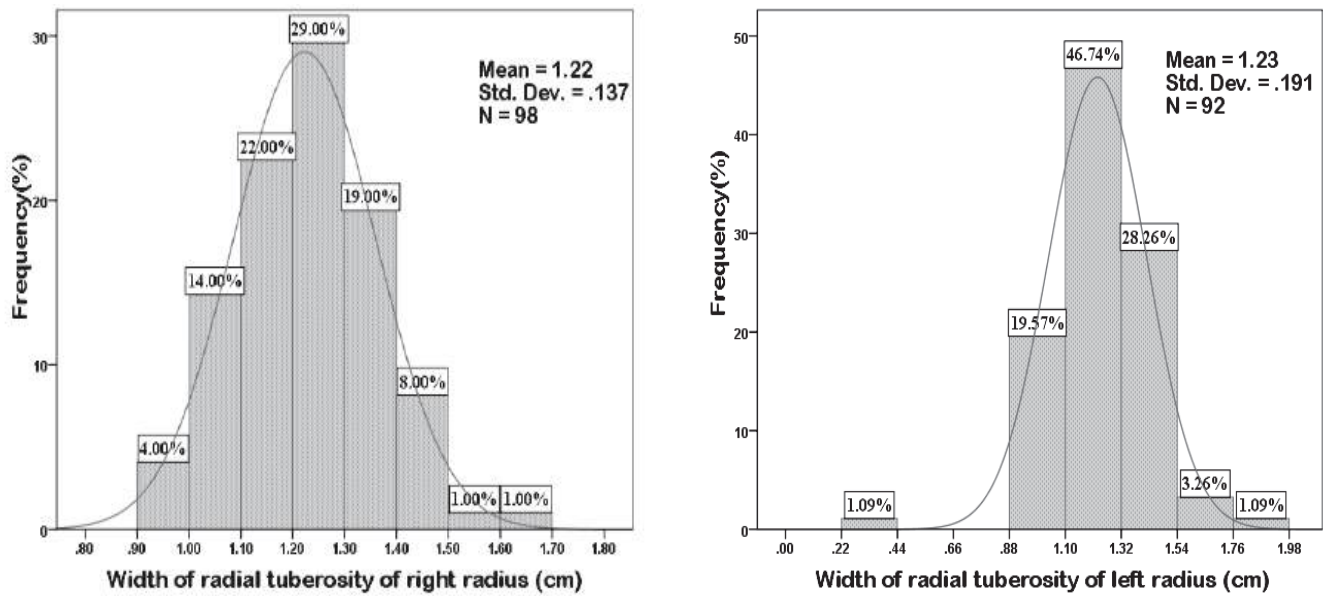 29.00%
30
Mean = 1.22
Std. Dev. = .137
N = 98
22.00%
20
19.00%
14.00%
10
8.00%
4.00%
1.00% 1.00%
0
Frequency(%)
.80 .90 1.00 1.10 1.20 1.30 1.40 1.50 1.60 1.70 1.80
Width of radial tuberosity of right radius (cm)
50
46.74%
Mean = 1.23
Std. Dev. = .191
N = 92
40
30
28.26%
20
19.57%
10
3.26%
1.09%
1.09%
0
Frequency(%)
.00 .22 .44 .66 .88 1.10 1.32 1.54 1.76 1.98
Width of radial tuberosity of left radius (cm)